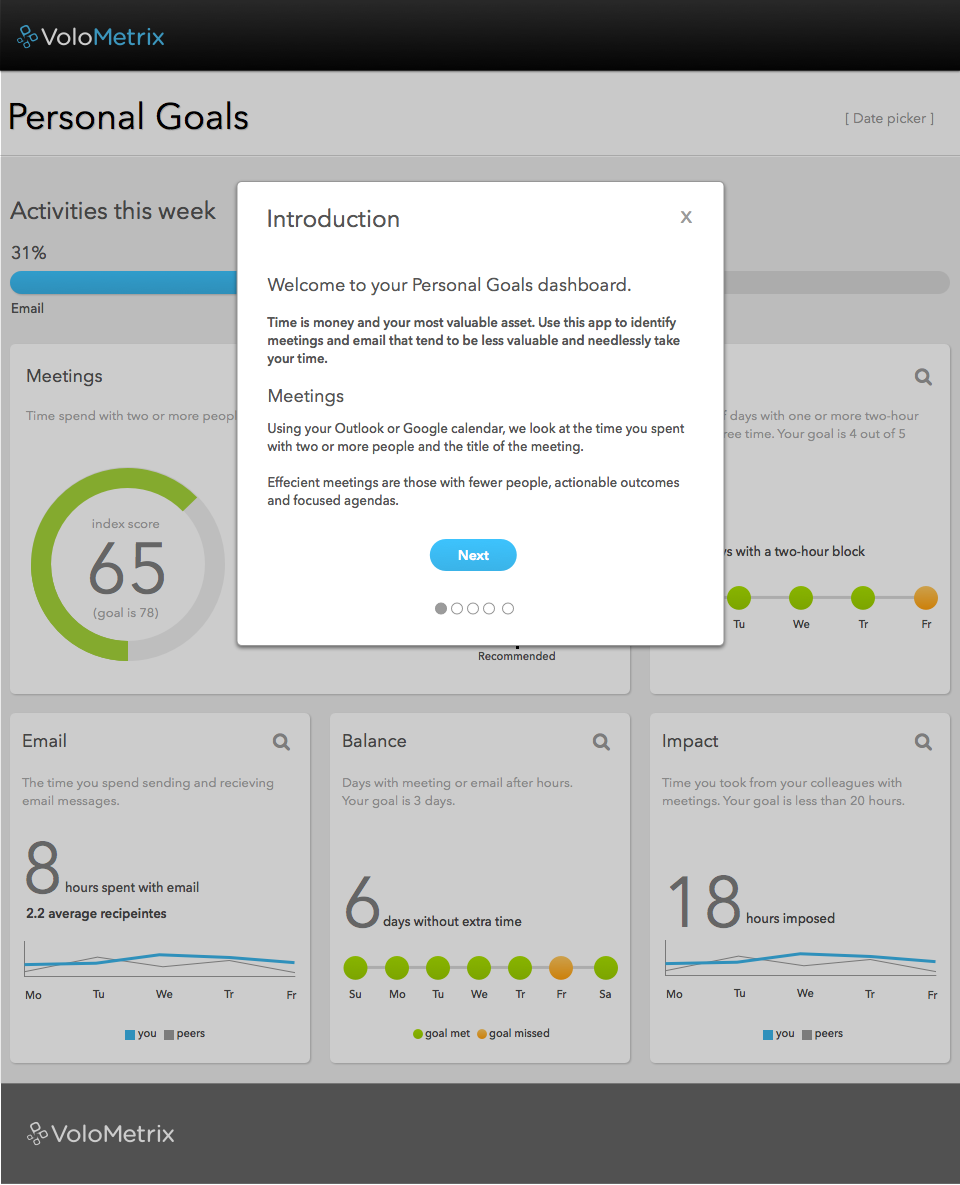 VoloMetrix
Personal Goals
[ Date picker ]
Activities this week
31%
Email
Introduction
x
Welcome to your Personal Goals dashboard.
Time is money and your most valuable asset. Use this app to identify
meetings and email that tend to be less valuable and needlessly take
your time.
Meetings
Using your Outlook or Google calendar, we look at the time you spent
with two or more people and the title of the meeting.
Effecient meetings are those with fewer people, actionable outcomes
and focused agendas.
Next
Meetings
Time spend with two or more
index score
65
(goal is 78)
Recommended
days with one or more two-hour
time. Your goal is 4 out of 5
with a two-hour block
Tu We Tr Fr
Email
The time you spend sending and recieving
email messages.
8 hours spent with email
2.2 average recipeintes
Mo Tu We Tr Fr
you peers
Balance
Days with meeting or email after hours.
Your goal is 3 days.
6 days without extra time
Su Mo Tu We Tr Fr Sa
goal met goal missed
Impact
Time you took from your colleagues with
meetings. Your goal is less than 20 hours.
18 hours imposed
Mo Tu We Tr Fr
you peers
VoloMetrix